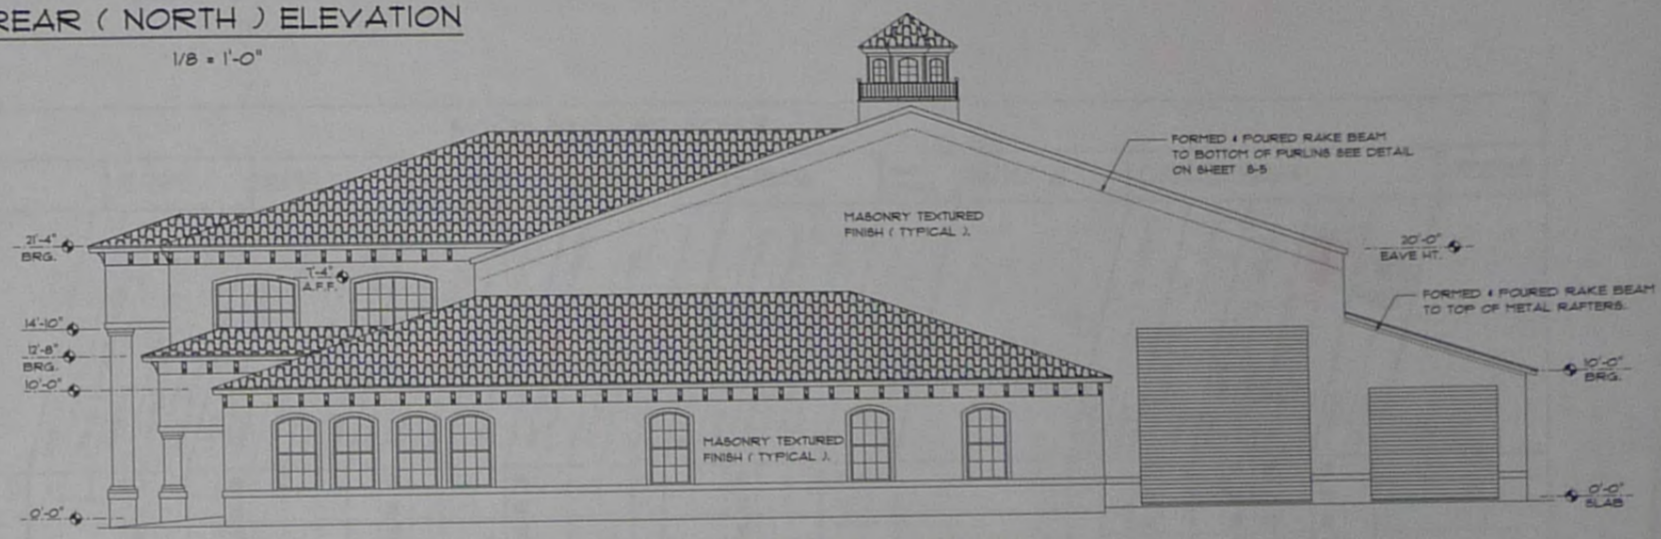 REAR ( NORTH ) ELEVATION
1/8 = 1'-0"
FORMED & POURED RAKE BEAM
TO BOTTOM OF PURLINS SEE DETAIL
ON SHEET S-5
MASONRY TEXTURED
FINISH ( TYPICAL ).
21'-4"
BRG.
20'-0"
EAVE HT.
7'-4"
A.F.F.
FORMED & POURED RAKE BEAM
TO TOP OF METAL RAFTERS.
14'-10"
12'-8"
BRG.
10'-0"
10'-0"
BRG.
MASONRY TEXTURED
FINISH ( TYPICAL ).
0'-0"
0'-0"
SLAB